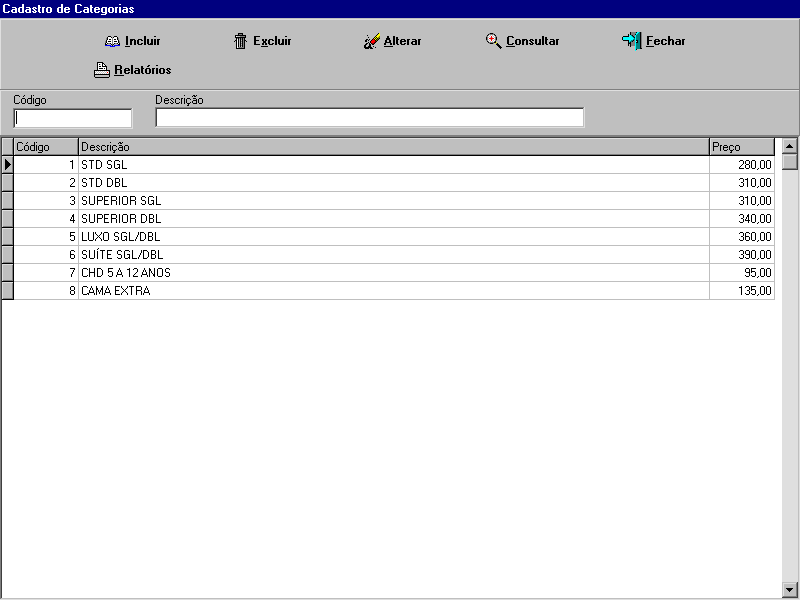 Cadastro de Categorias
Incluir Excluir Alterar Consultar Fechar
Relatórios
Código Descrição
Código Descrição Preço
1 STD SGL 280,00
2 STD DBL 310,00
3 SUPERIOR SGL 310,00
4 SUPERIOR DBL 340,00
5 LUXO SGL/DBL 360,00
6 SUÍTE SGL/DBL 390,00
7 CHD 5 A 12 ANOS 95,00
8 CAMA EXTRA 135,00